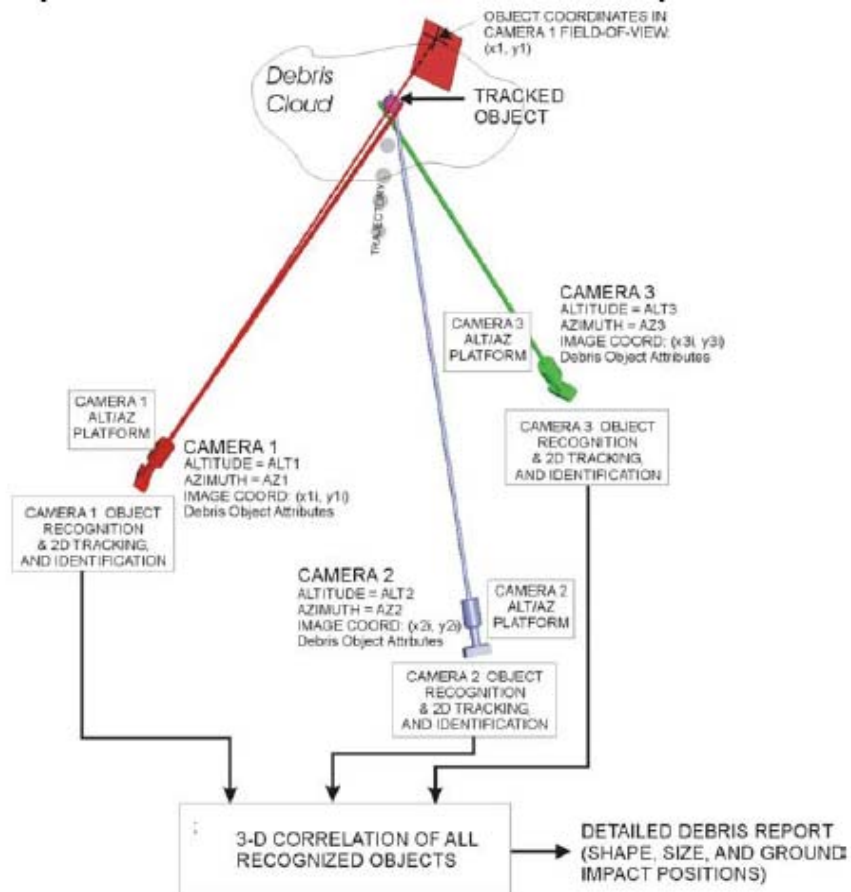 OBJECT COORDINATES IN
CAMERA 1 FIELD-OF-VIEW:
(x1, y1)
Debris
Cloud
TRACKED
OBJECT
TRAJECTORY
CAMERA 3
ALTITUDE = ALT3
AZIMUTH = AZ3
IMAGE COORD: (x3i, y3i)
Debris Object Attributes
CAMERA 3
ALT/AZ
PLATFORM
CAMERA 1
ALT/AZ
PLATFORM
CAMERA 3 OBJECT
RECOGNITION
& 2D TRACKING,
AND IDENTIFICATION
CAMERA 1
ALTITUDE = ALT1
AZIMUTH = AZ1
IMAGE COORD: (x1i, y1i)
Debris Object Attributes
CAMERA 1 OBJECT
RECOGNITION
& 2D TRACKING,
AND IDENTIFICATION
CAMERA 2
ALTITUDE = ALT2
AZIMUTH = AZ2
IMAGE COORD: (x2i, y2i)
Debris Object Attributes
CAMERA 2
ALT/AZ
PLATFORM
CAMERA 2 OBJECT
RECOGNITION
& 2D TRACKING,
AND IDENTIFICATION
3-D CORRELATION OF ALL
RECOGNIZED OBJECTS
DETAILED DEBRIS REPORT
(SHAPE, SIZE, AND GROUND
IMPACT POSITIONS)